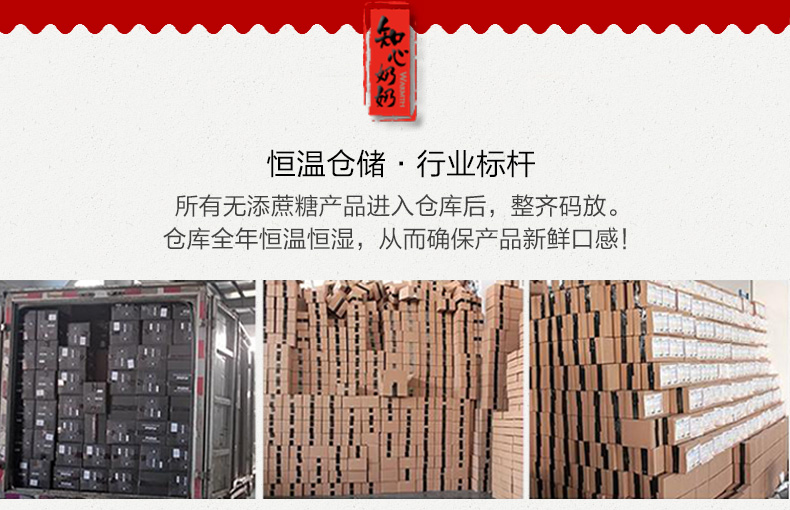 知心奶奶
恒温仓储·行业标杆
所有无添蔗糖产品进入仓库后，整齐码放。
仓库全年恒温恒湿，从而确保产品新鲜口感！